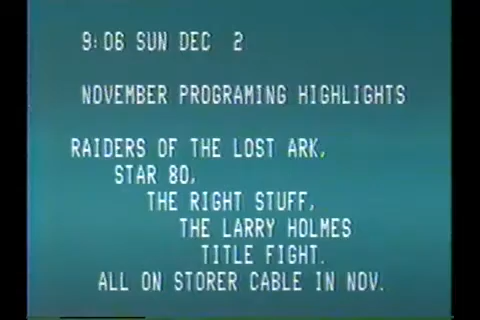 9:06 SUN DEC 2
NOVEMBER PROGRAMING HIGHLIGHTS
RAIDERS OF THE LOST ARK,
STAR 80,
THE RIGHT STUFF,
THE LARRY HOLMES
TITLE FIGHT.
ALL ON STORER CABLE IN NOV.